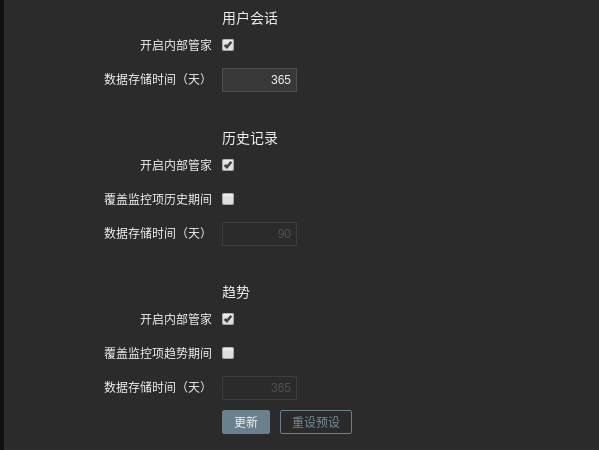 用户会话
开启内部管家
数据存储时间（天） 365
历史记录
开启内部管家
覆盖监控项历史期间
数据存储时间（天） 90
趋势
开启内部管家
覆盖监控项趋势期间
数据存储时间（天） 365
更新 重设预设